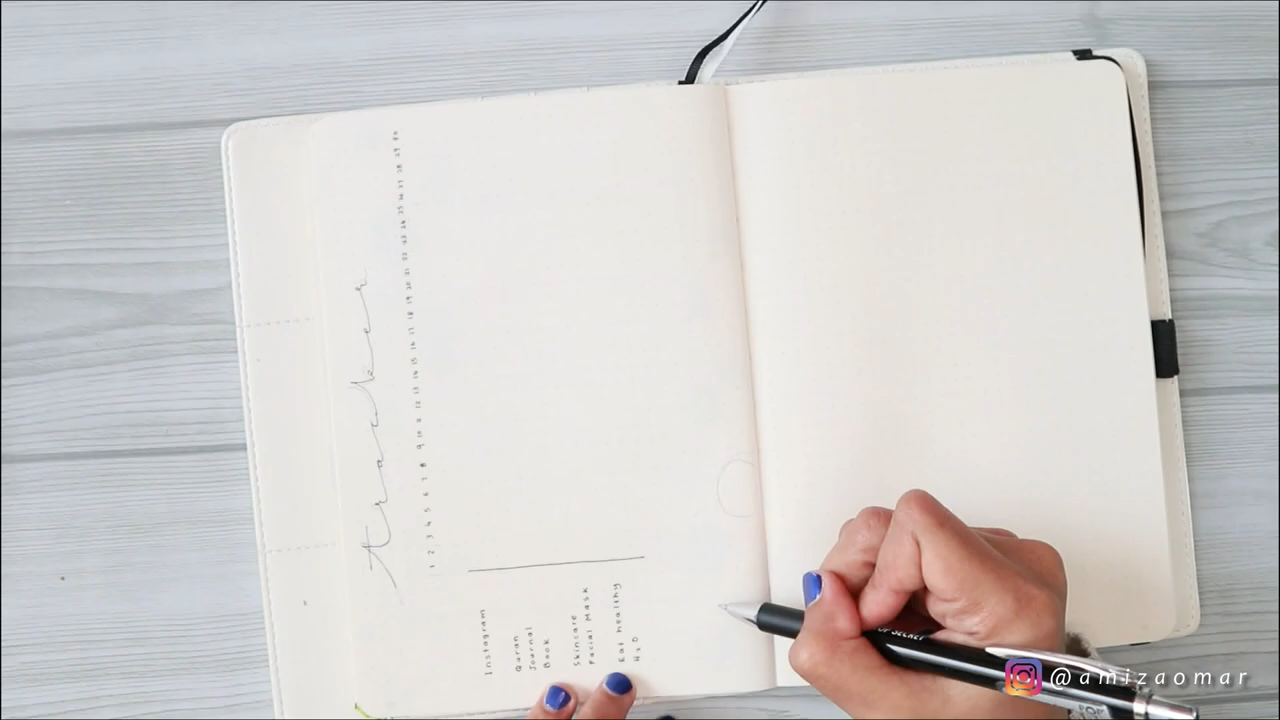 tracker
1 2 3 4 5 6 7 8 9 10 11 12 13 14 15 16 17 18 19 20 21 22 23 24 25 26 27 28 29 30
Instagram
Quran
Journal
Book
Skincare
Facial Mask
Eat healthy
H2O
TOP SECRET
@amizaomar